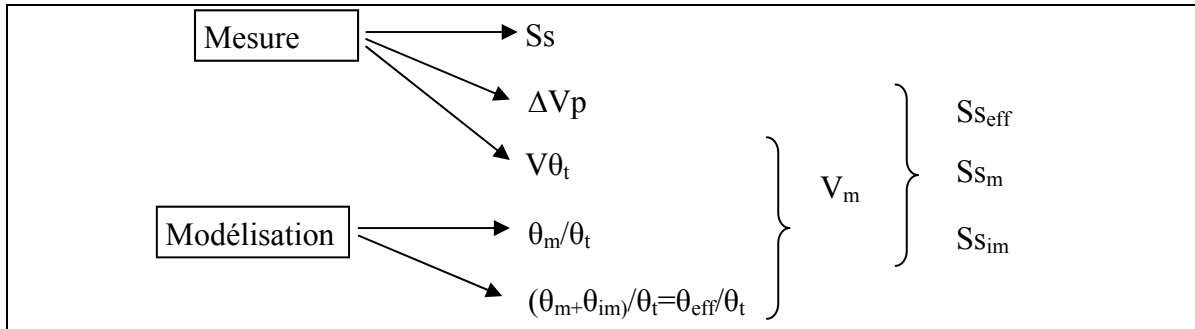 Mesure
Ss
ΔVp
Vθt
Modélisation
θm/θt
(θm+θim)/θt=θeff/θt
Vm
Sseff
Ssm
Ssim